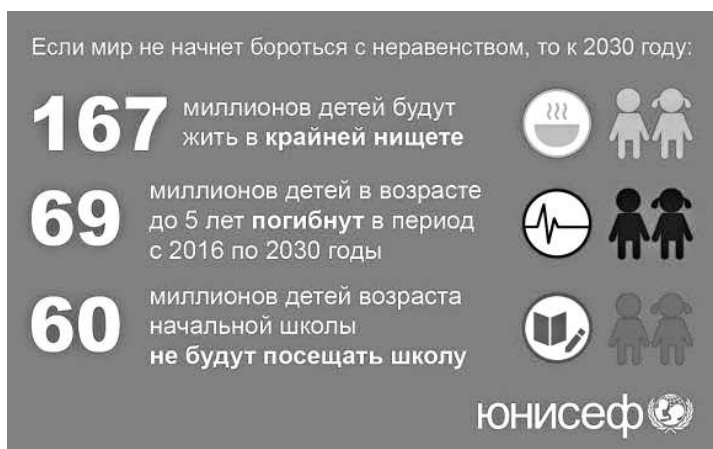 Если мир не начнет бороться с неравенством, то к 2030 году:
167 миллионов детей будут
жить в крайней нищете
69 миллионов детей в возрасте
до 5 лет погибнут в период
с 2016 по 2030 годы
60 миллионов детей возраста
начальной школы
не будут посещать школу
юнисеф